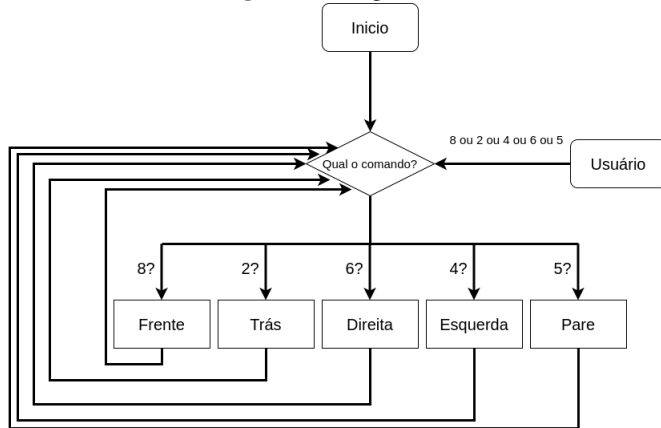 Inicio
8 ou 2 ou 4 ou 6 ou 5
Qual o comando?
Usuário
8?
2?
6?
4?
5?
Frente
Trás
Direita
Esquerda
Pare